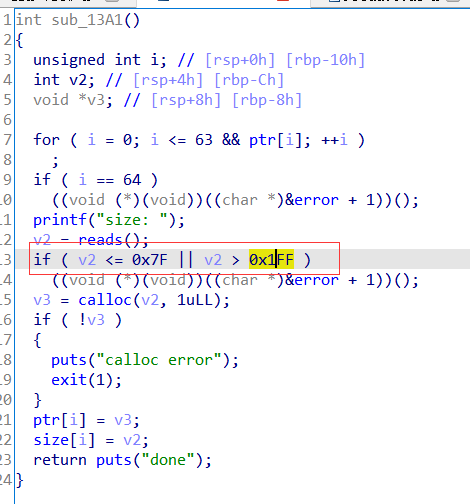 1 int sub_13A1()
2 {
3 unsigned int i; // [rsp+0h] [rbp-10h]
4 int v2; // [rsp+4h] [rbp-Ch]
5 void *v3; // [rsp+8h] [rbp-8h]
6
7 for ( i = 0; i <= 63 && ptr[i]; ++i )
8 ;
9 if ( i == 64 )
10 ((void (*)(void))((char *)&error + 1))();
11 printf("size: ");
12 v2 = reads();
13 if ( v2 <= 0x7F || v2 > 0x1FF )
14 ((void (*)(void))((char *)&error + 1))();
15 v3 = calloc(v2, 1uLL);
16 if ( !v3 )
17 {
18 puts("calloc error");
19 exit(1);
20 }
21 ptr[i] = v3;
22 size[i] = v2;
23 return puts("done");
24 }